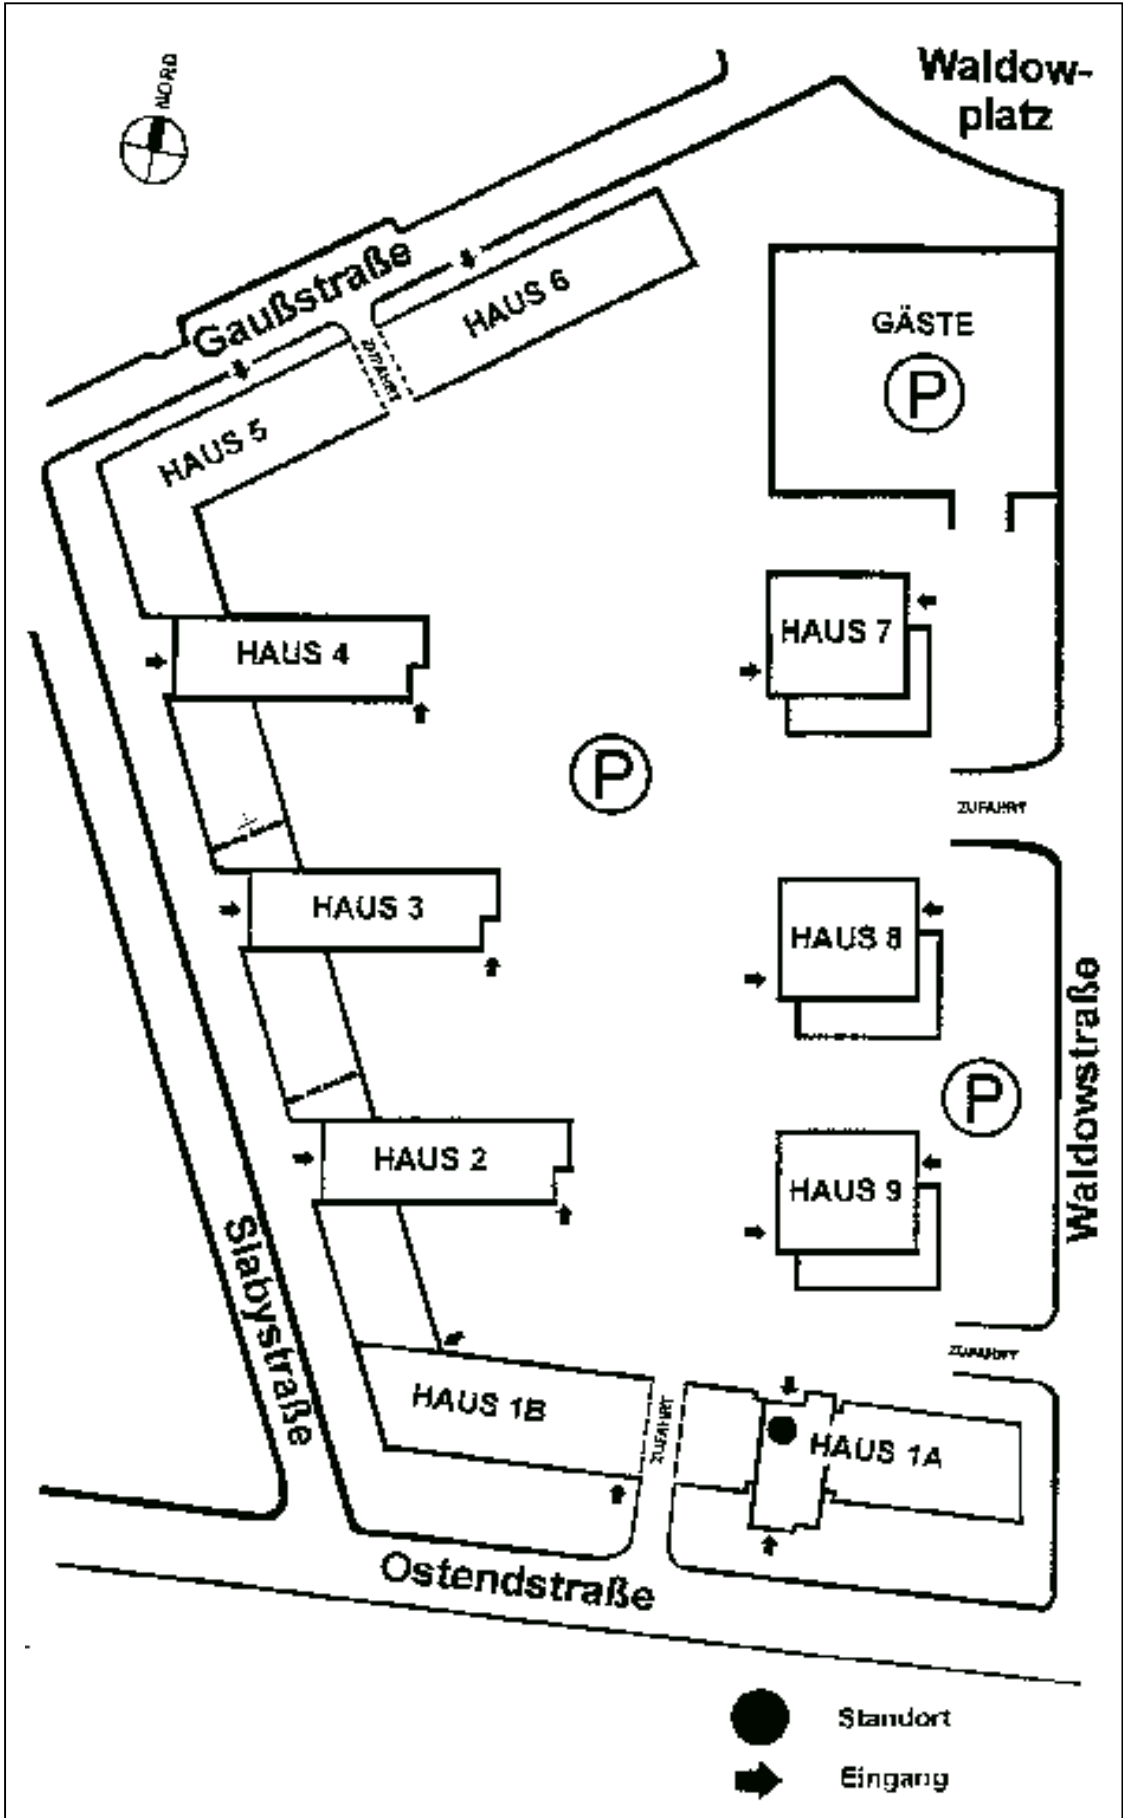 NORD
Waldow-
platz
Gaußstraße
HAUS 6
GÄSTE
P
ZUFAHRT
HAUS 5
HAUS 7
HAUS 4
P
ZUFAHRT
HAUS 3
HAUS 8
Waldowstraße
P
HAUS 2
HAUS 9
Slabystraße
ZUFAHRT
HAUS 1B
ZUFAHRT
HAUS 1A
Ostendstraße
Standort
Eingang